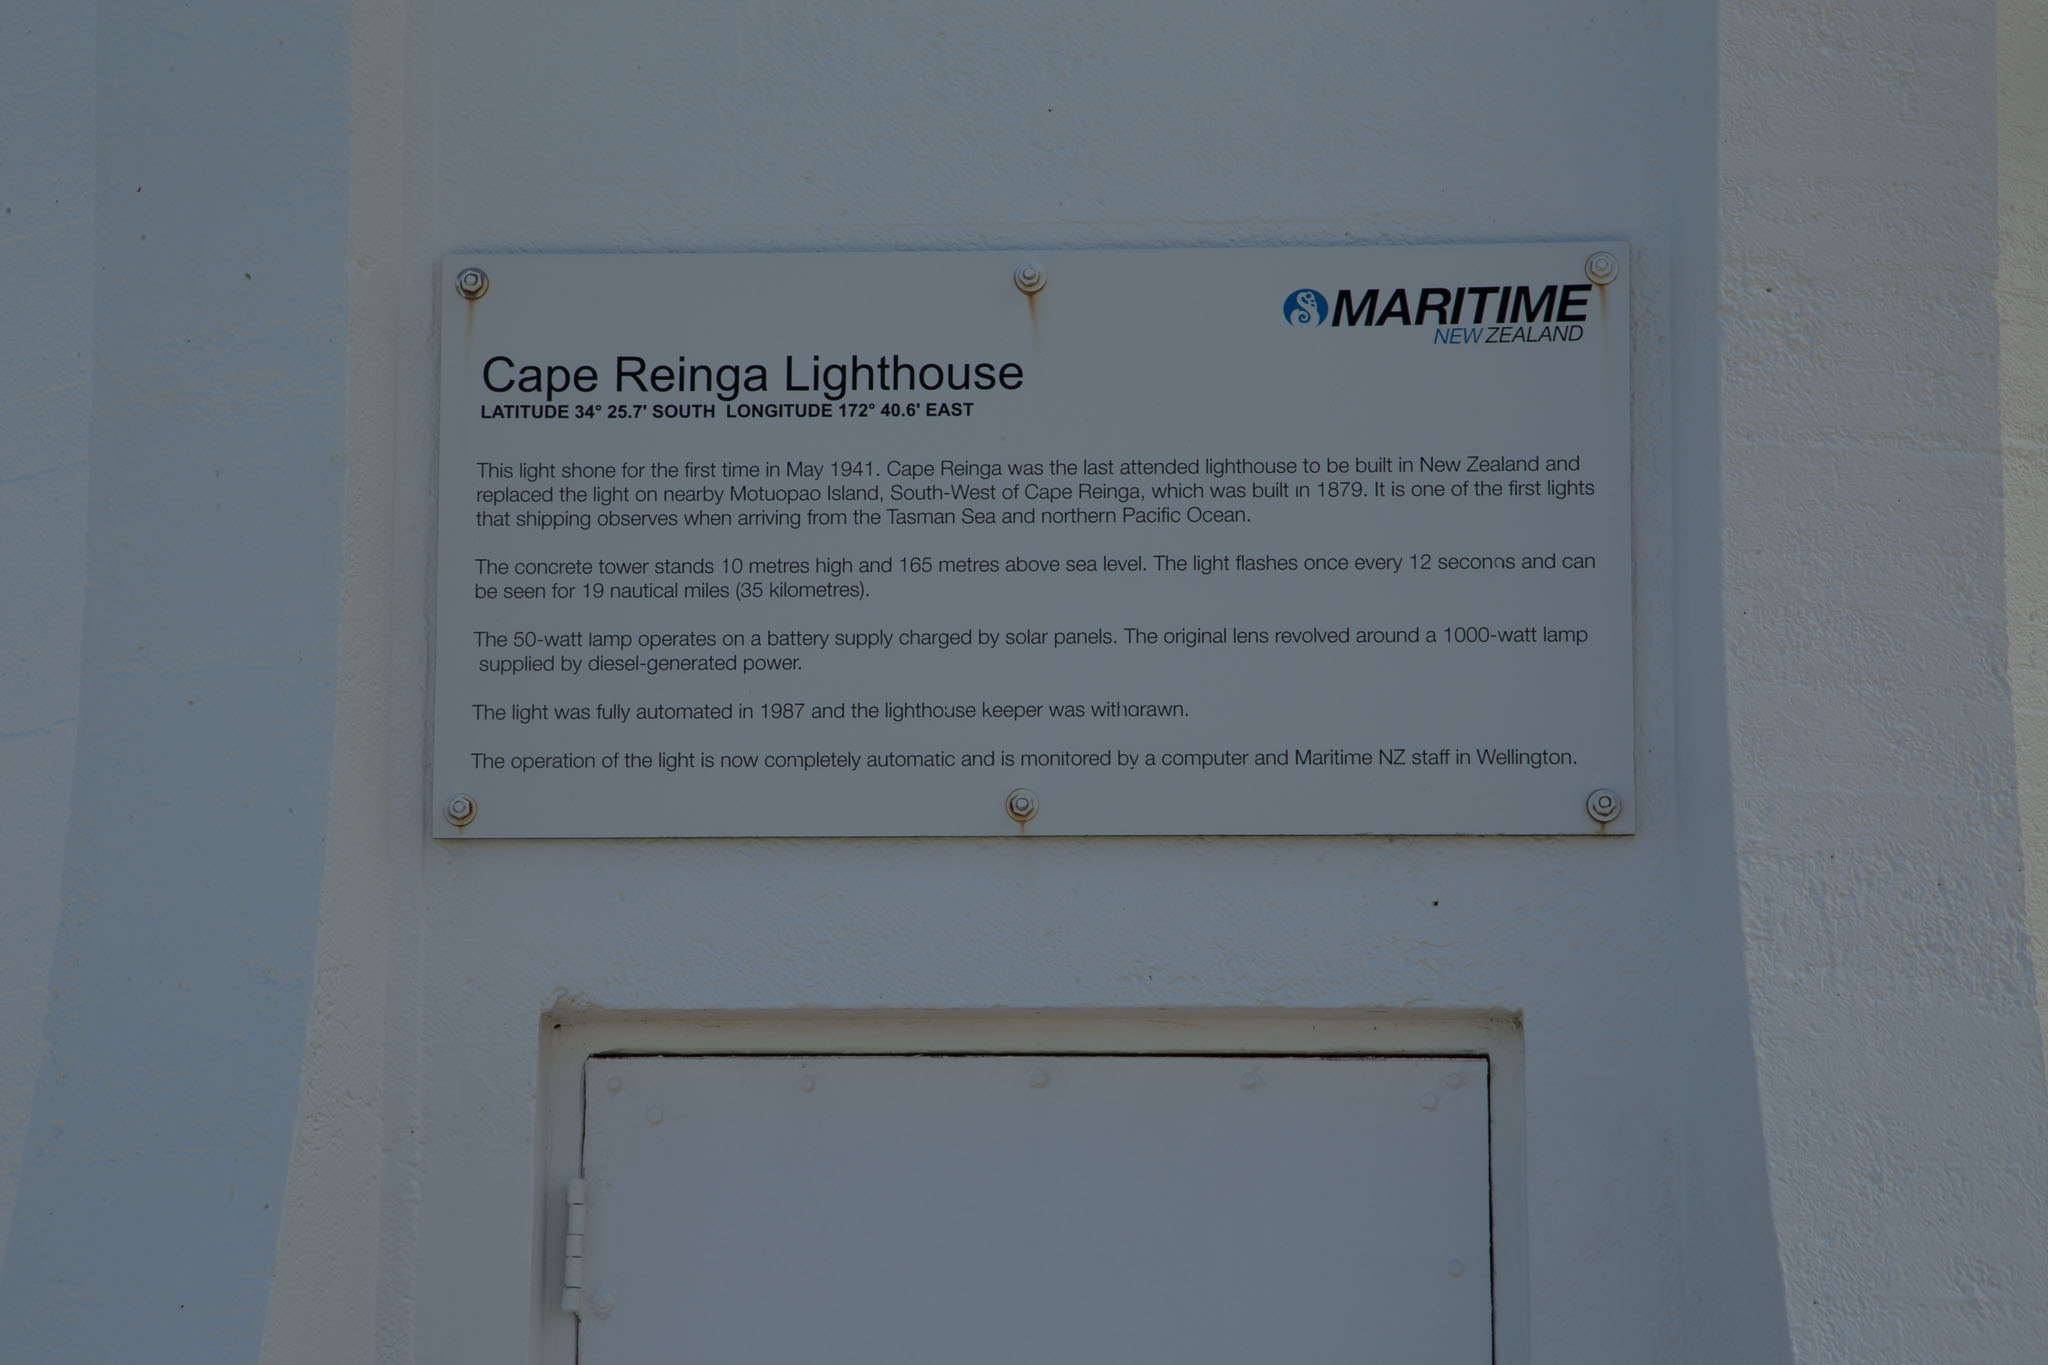 MARITIME
NEW ZEALAND
Cape Reinga Lighthouse
LATITUDE 34° 25.7' SOUTH LONGITUDE 172° 40.6' EAST
This light shone for the first time in May 1941. Cape Reinga was the last attended lighthouse to be built in New Zealand and
replaced the light on nearby Motuopao Island, South-West of Cape Reinga, which was built in 1879. It is one of the first lights
that shipping observes when arriving from the Tasman Sea and northern Pacific Ocean.
The concrete tower stands 10 metres high and 165 metres above sea level. The light flashes once every 12 seconds and can
be seen for 19 nautical miles (35 kilometres).
The 50-watt lamp operates on a battery supply charged by solar panels. The original lens revolved around a 1000-watt lamp
supplied by diesel-generated power.
The light was fully automated in 1987 and the lighthouse keeper was withdrawn.
The operation of the light is now completely automatic and is monitored by a computer and Maritime NZ staff in Wellington.